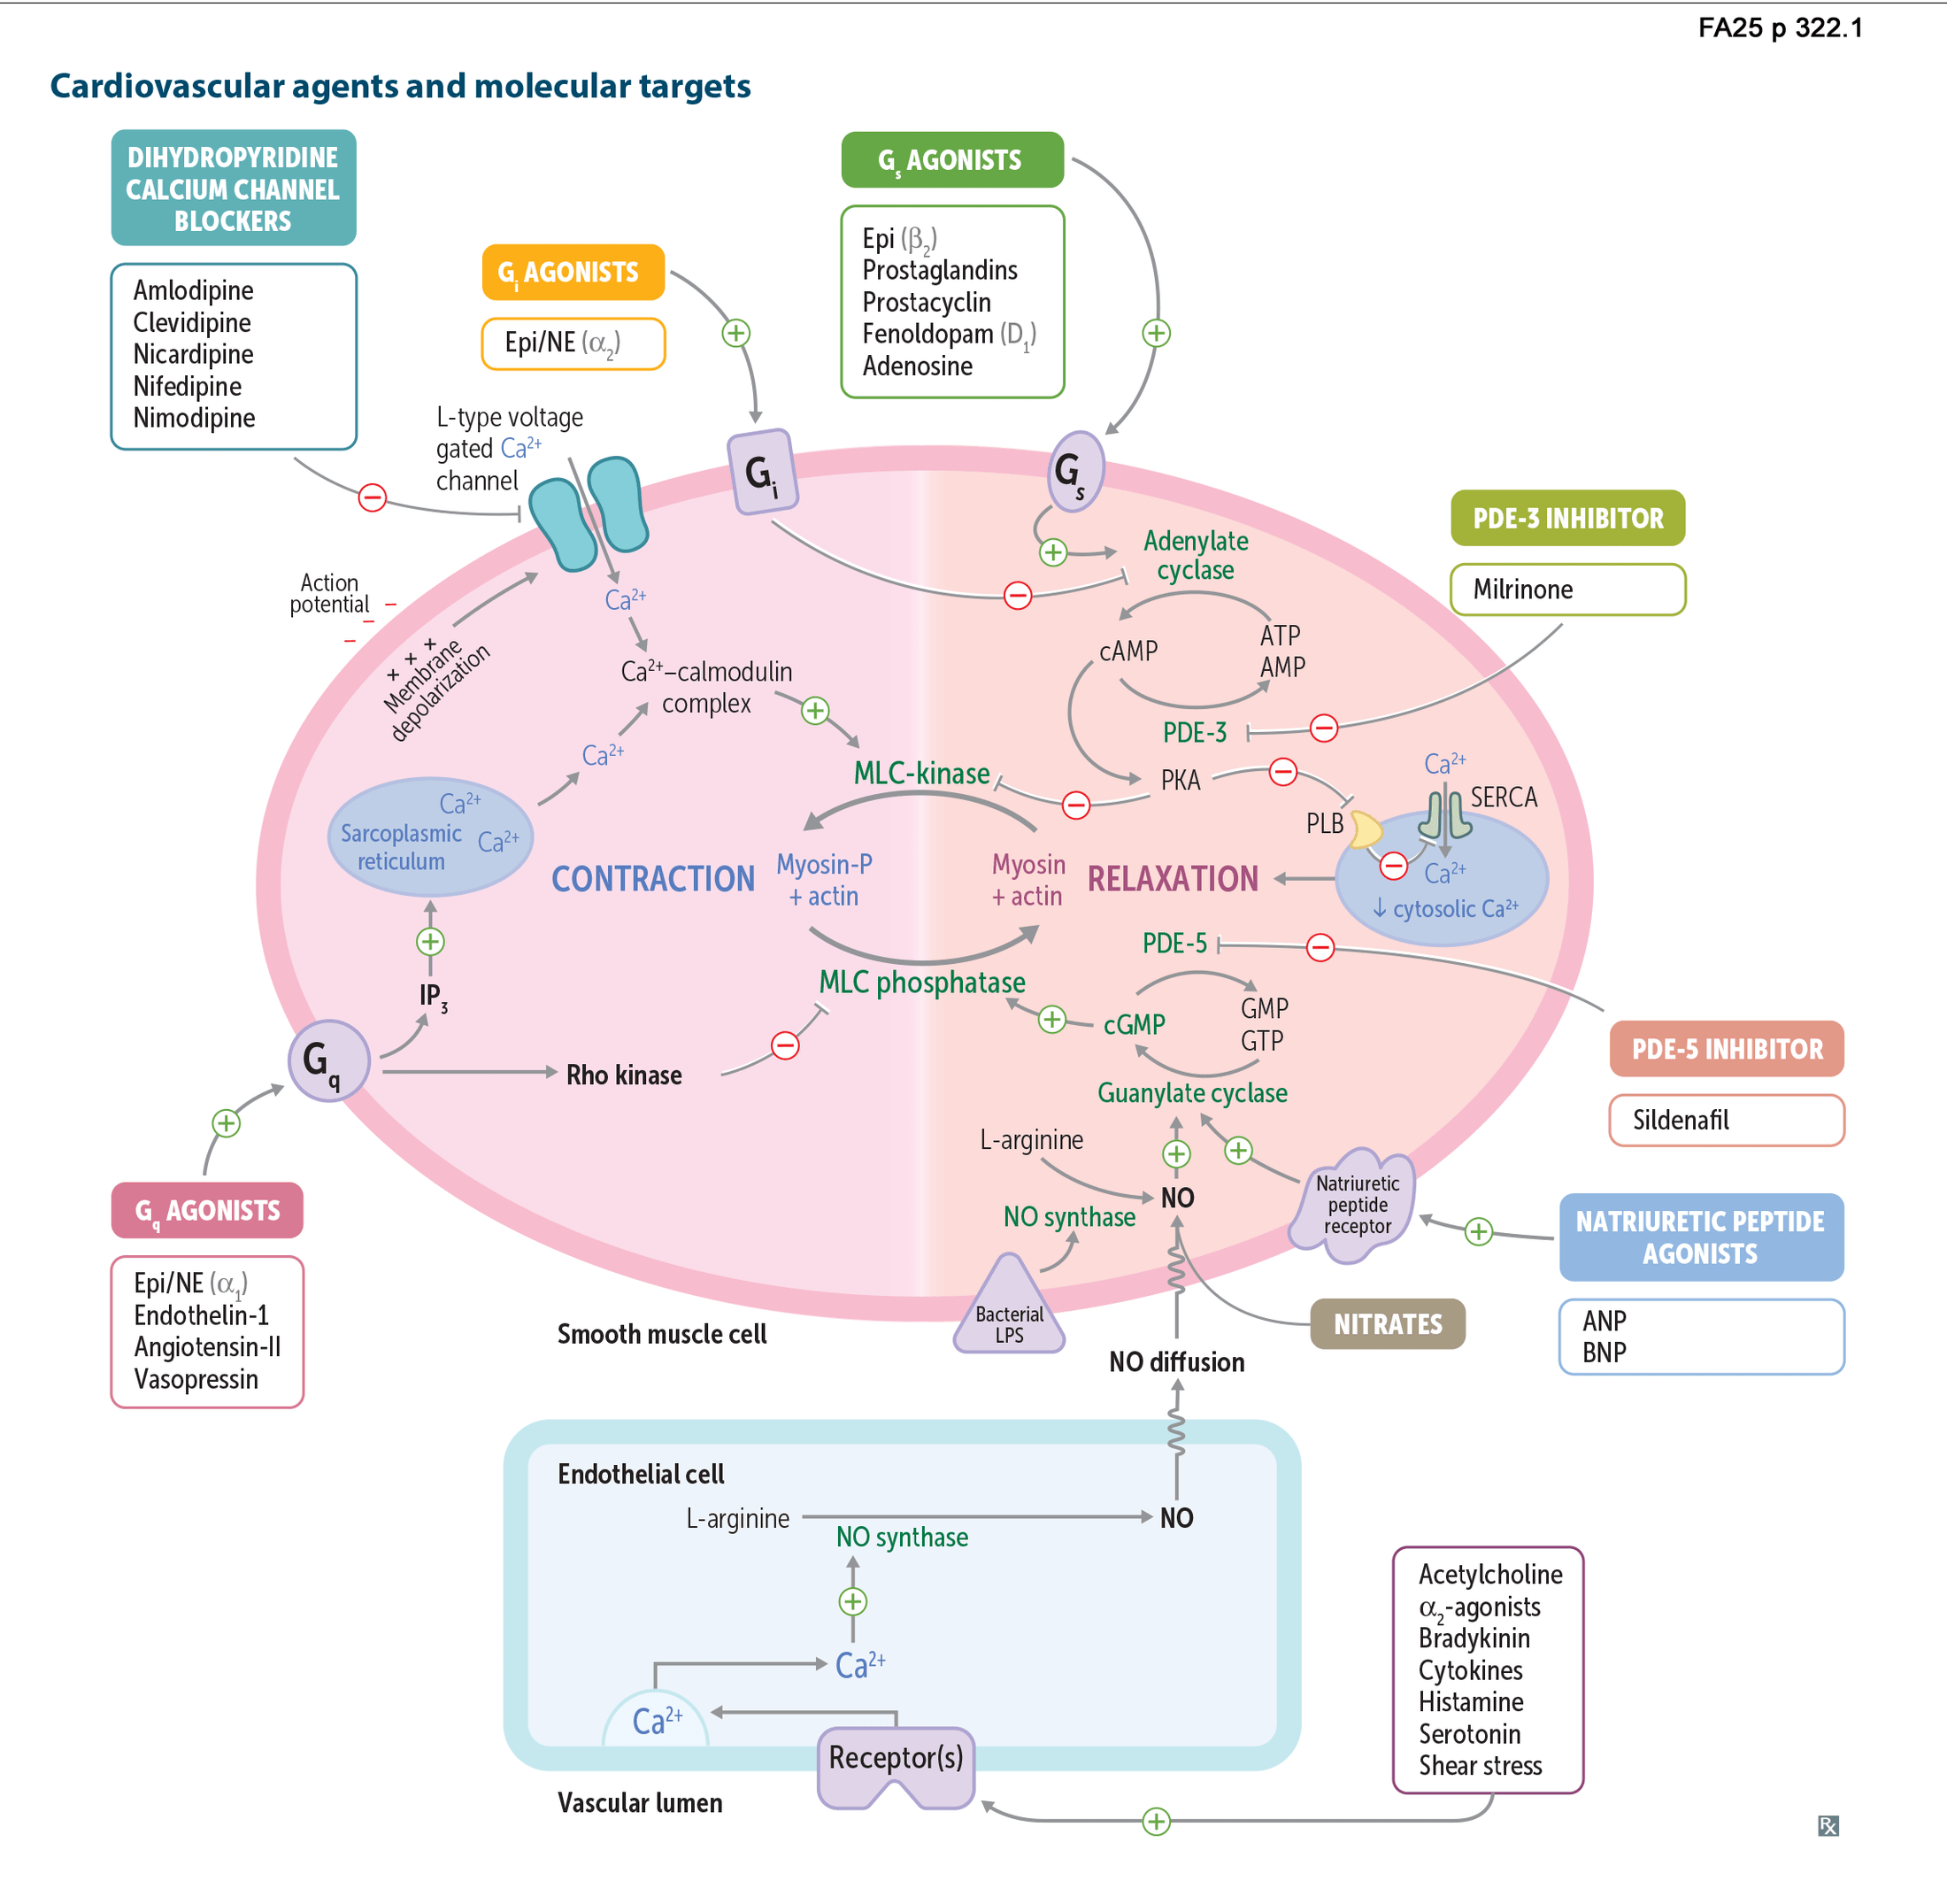 FA25 p 322.1
Cardiovascular agents and molecular targets
DIHYDROPYRIDINE
CALCIUM CHANNEL
BLOCKERS
Amlodipine
Clevidipine
Nicardipine
Nifedipine
Nimodipine
Gi AGONISTS
Epi/NE (α2)
Gs AGONISTS
Epi (β2)
Prostaglandins
Prostacyclin
Fenoldopam (D1)
Adenosine
L-type voltage
gated Ca2+
channel
Gi
Gs
PDE-3 INHIBITOR
Milrinone
Action
potential
Membrane
depolarization
Ca2+
Ca2+–calmodulin
complex
Ca2+
Adenylate
cyclase
cAMP
ATP
AMP
PDE-3
PKA
MLC-kinase
Ca2+
SERCA
PLB
Ca2+
↓ cytosolic Ca2+
Ca2+
Sarcoplasmic
reticulum
Ca2+
CONTRACTION
Myosin-P
+ actin
Myosin
+ actin
RELAXATION
PDE-5
MLC phosphatase
cGMP
GMP
GTP
Guanylate cyclase
IP3
Gq
Rho kinase
PDE-5 INHIBITOR
Sildenafil
L-arginine
NO
NO synthase
Natriuretic
peptide
receptor
Gq AGONISTS
Epi/NE (α1)
Endothelin-1
Angiotensin-II
Vasopressin
NATRIURETIC PEPTIDE
AGONISTS
ANP
BNP
Bacterial
LPS
NITRATES
Smooth muscle cell
NO diffusion
Endothelial cell
L-arginine
NO
NO synthase
Ca2+
Ca2+
Receptor(s)
Vascular lumen
Acetylcholine
α2-agonists
Bradykinin
Cytokines
Histamine
Serotonin
Shear stress
Rx